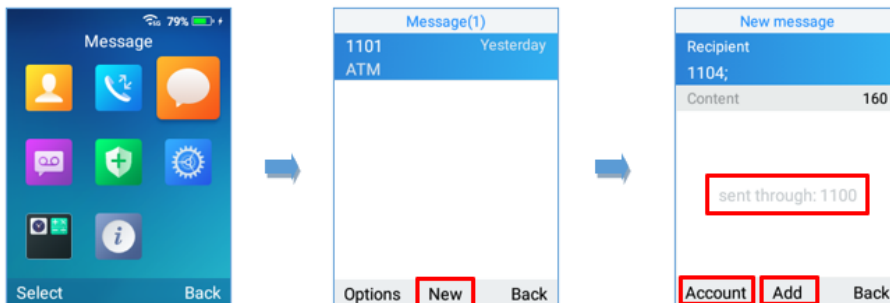 79%
Message
Select Back
Message(1)
1101 Yesterday
ATM
Options New Back
New message
Recipient
1104;
Content 160
sent through: 1100
Account Add Back